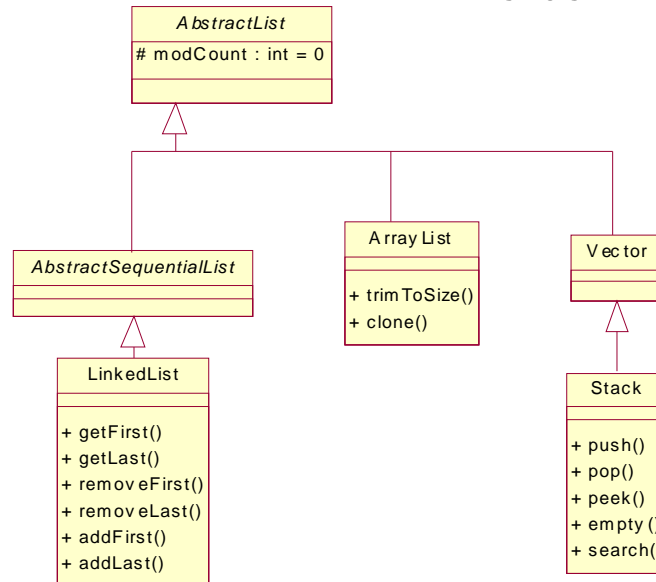 AbstractList
# modCount : int = 0
AbstractSequentialList
ArrayList
+ trimToSize()
+ clone()
Vector
LinkedList
+ getFirst()
+ getLast()
+ removeFirst()
+ removeLast()
+ addFirst()
+ addLast()
Stack
+ push()
+ pop()
+ peek()
+ empty()
+ search(